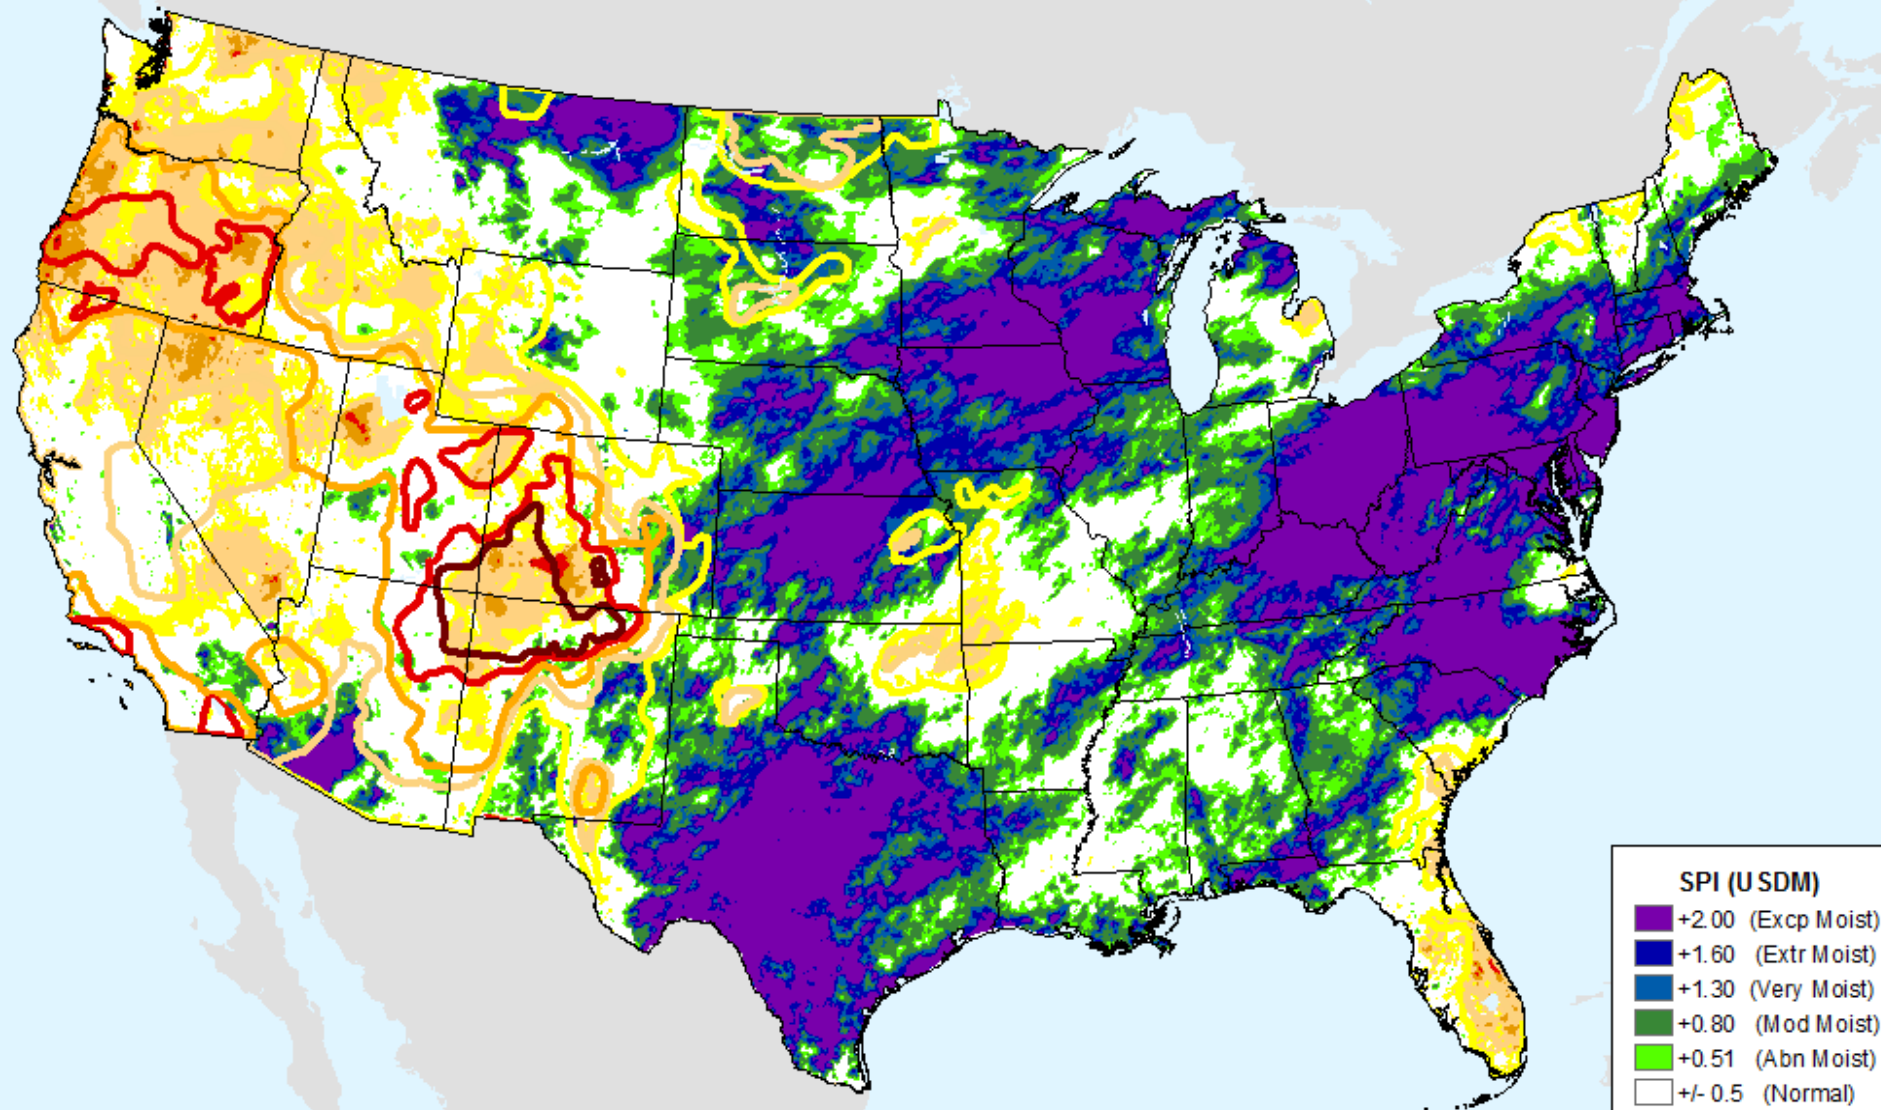 SPI (USDM)
+2.00 (Excp Moist)
+1.60 (Extr Moist)
+1.30 (Very Moist)
+0.80 (Mod Moist)
+0.51 (Abn Moist)
+/- 0.5 (Normal)